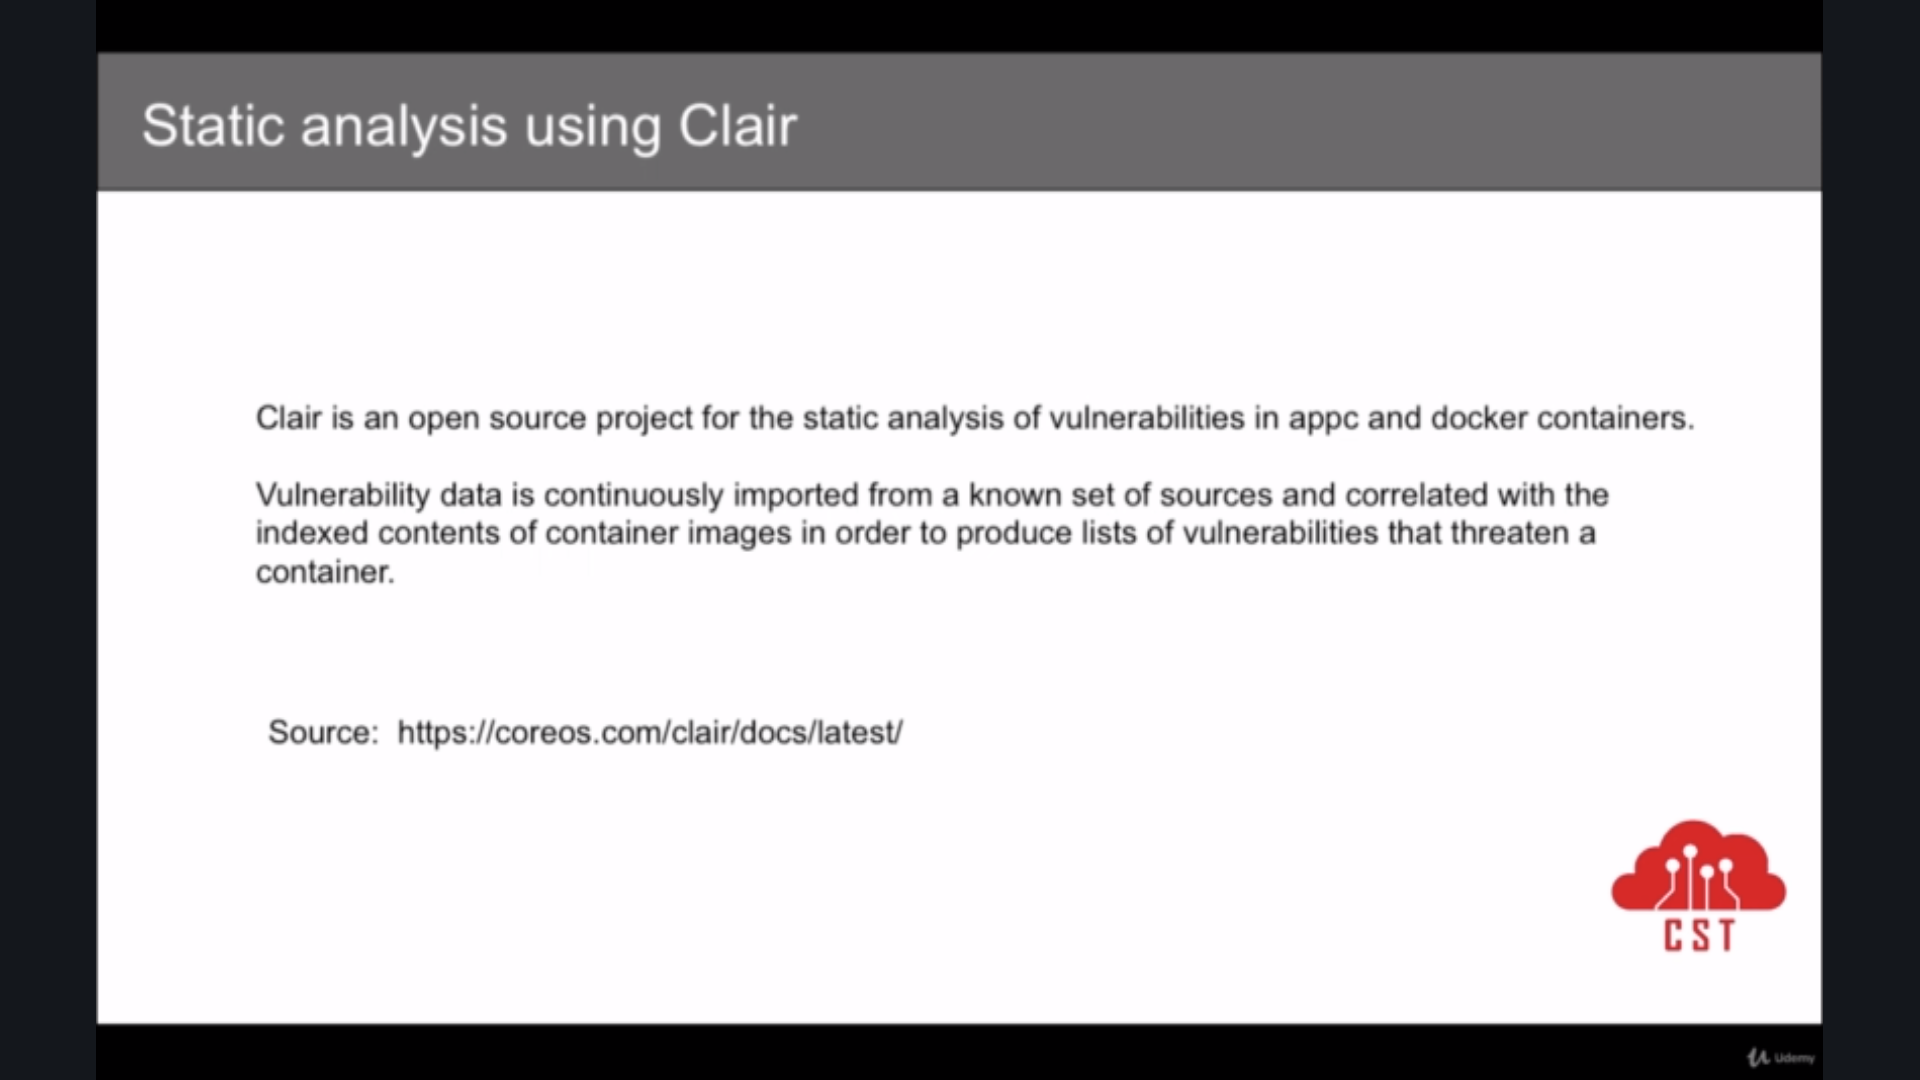 Static analysis using Clair
Clair is an open source project for the static analysis of vulnerabilities in appc and docker containers.
Vulnerability data is continuously imported from a known set of sources and correlated with the
indexed contents of container images in order to produce lists of vulnerabilities that threaten a
container.
Source:  https://coreos.com/clair/docs/latest/
CST
Udemy